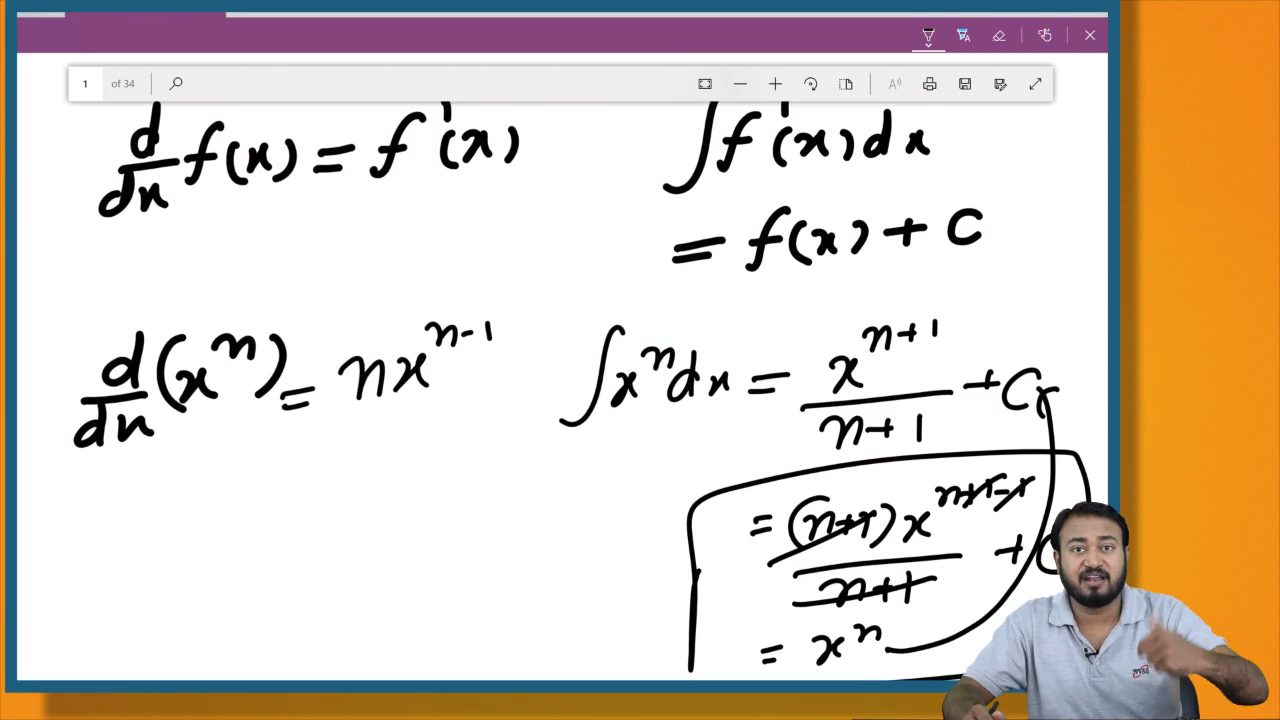 1 of 34
d/dx f(x) = f'(x)
∫f'(x)dx
= f(x) + C
d/dx (x^n) = nx^(n-1)
∫x^n dx = x^(n+1)/(n+1) + C
= (n+1)x^(n+1-1)/(n+1) +
= x^n